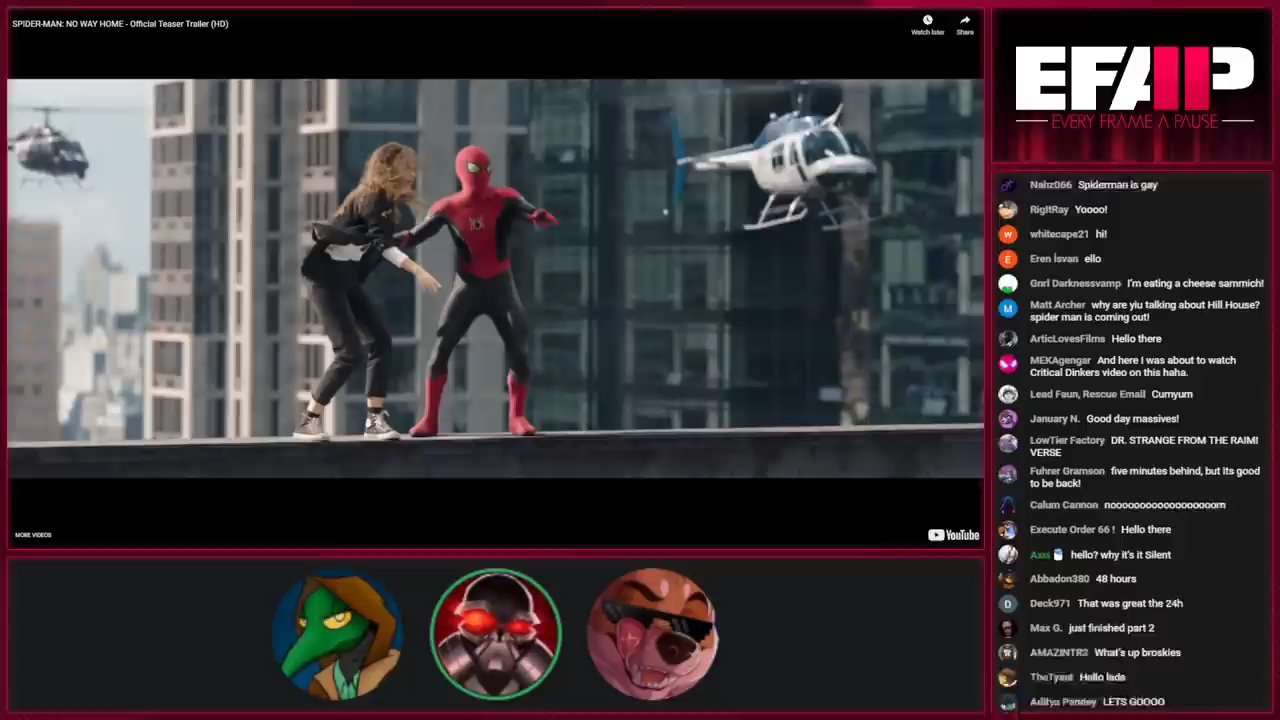 SPIDER-MAN: NO WAY HOME - Official Teaser Trailer (HD)
Watch later
Share
MORE VIDEOS
YouTube
EFAP
EVERY FRAME A PAUSE
Nahz066 Spiderman is gay
RigItRay Yoooo!
W
whitecape21 hi!
E
Eren İsvan ello
Gnrl Darknessvamp I'm eating a cheese sammich!
M
Matt Archer why are yiu talking about Hill House?
spider man is coming out!
ArticLovesFilms Hello there
MEKAgengar And here I was about to watch
Critical Dinkers video on this haha.
Lead Faun, Rescue Email Cumyum
January N. Good day massives!
LowTier Factory DR. STRANGE FROM THE RAIMI
VERSE
Fuhrer Gramson five minutes behind, but its good
to be back!
Calum Cannon nooooooooooooooooom
Execute Order 66 ! Hello there
Axis hello? why it's it Silent
Abbadon380 48 hours
D
Deck971 That was great the 24h
Max G. just finished part 2
AMAZINTR2 What's up broskies
TheTyant Hello lads
Aditya Pandey LETS GOOOO